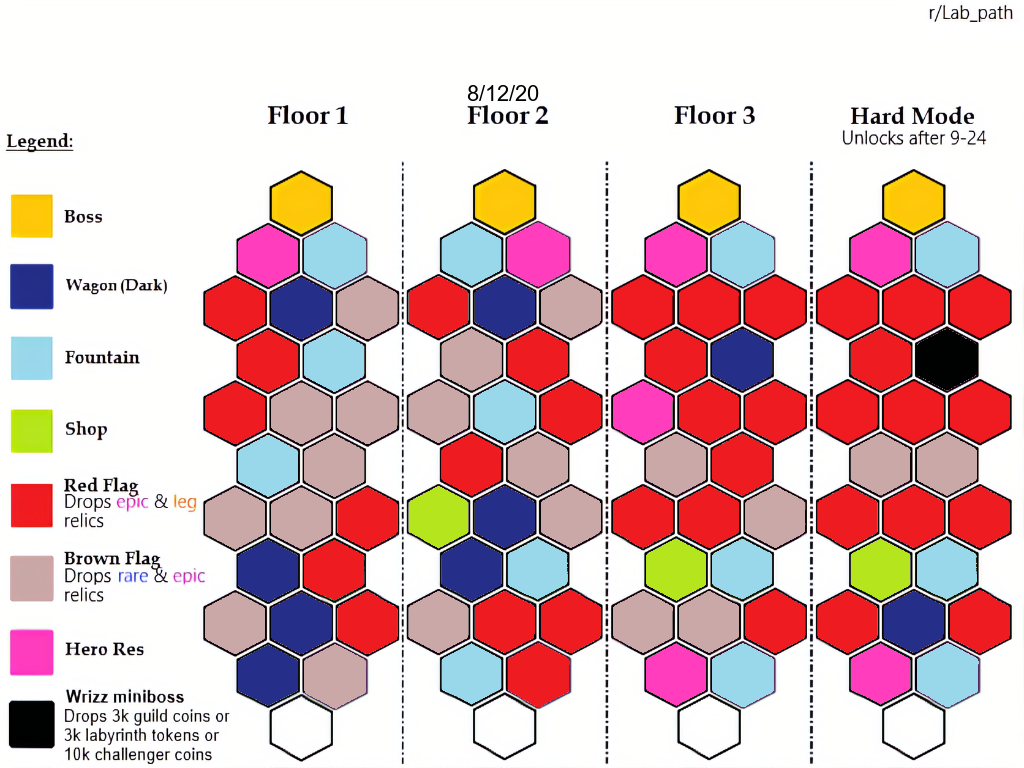 r/Lab_path
8/12/20
Floor 1
Floor 2
Floor 3
Hard Mode
Unlocks after 9-24
Legend:
Boss
Wagon (Dark)
Fountain
Shop
Red Flag
Drops epic & leg
relics
Brown Flag
Drops rare & epic
relics
Hero Res
Wrizz miniboss
Drops 3k guild coins or
3k labyrinth tokens or
10k challenger coins